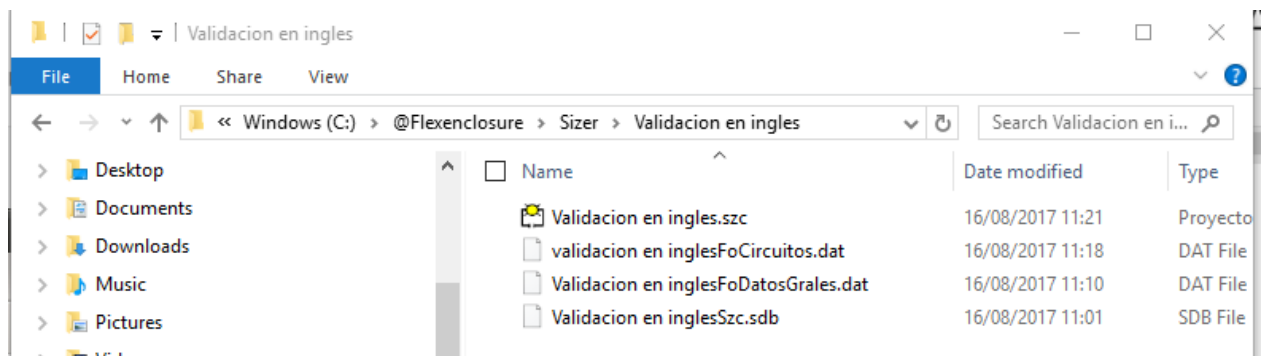 Validacion en ingles
File Home Share View
« Windows (C:) > @Flexenclosure > Sizer > Validacion en ingles
Search Validacion en i...
Desktop
Documents
Downloads
Music
Pictures
Name Date modified Type
Validacion en ingles.szc 16/08/2017 11:21 Proyecto
validacion en inglesFoCircuitos.dat 16/08/2017 11:18 DAT File
Validacion en inglesFoDatosGrales.dat 16/08/2017 11:10 DAT File
Validacion en inglesSzc.sdb 16/08/2017 11:01 SDB File